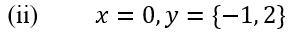 (ii) x = 0, y = {−1, 2}